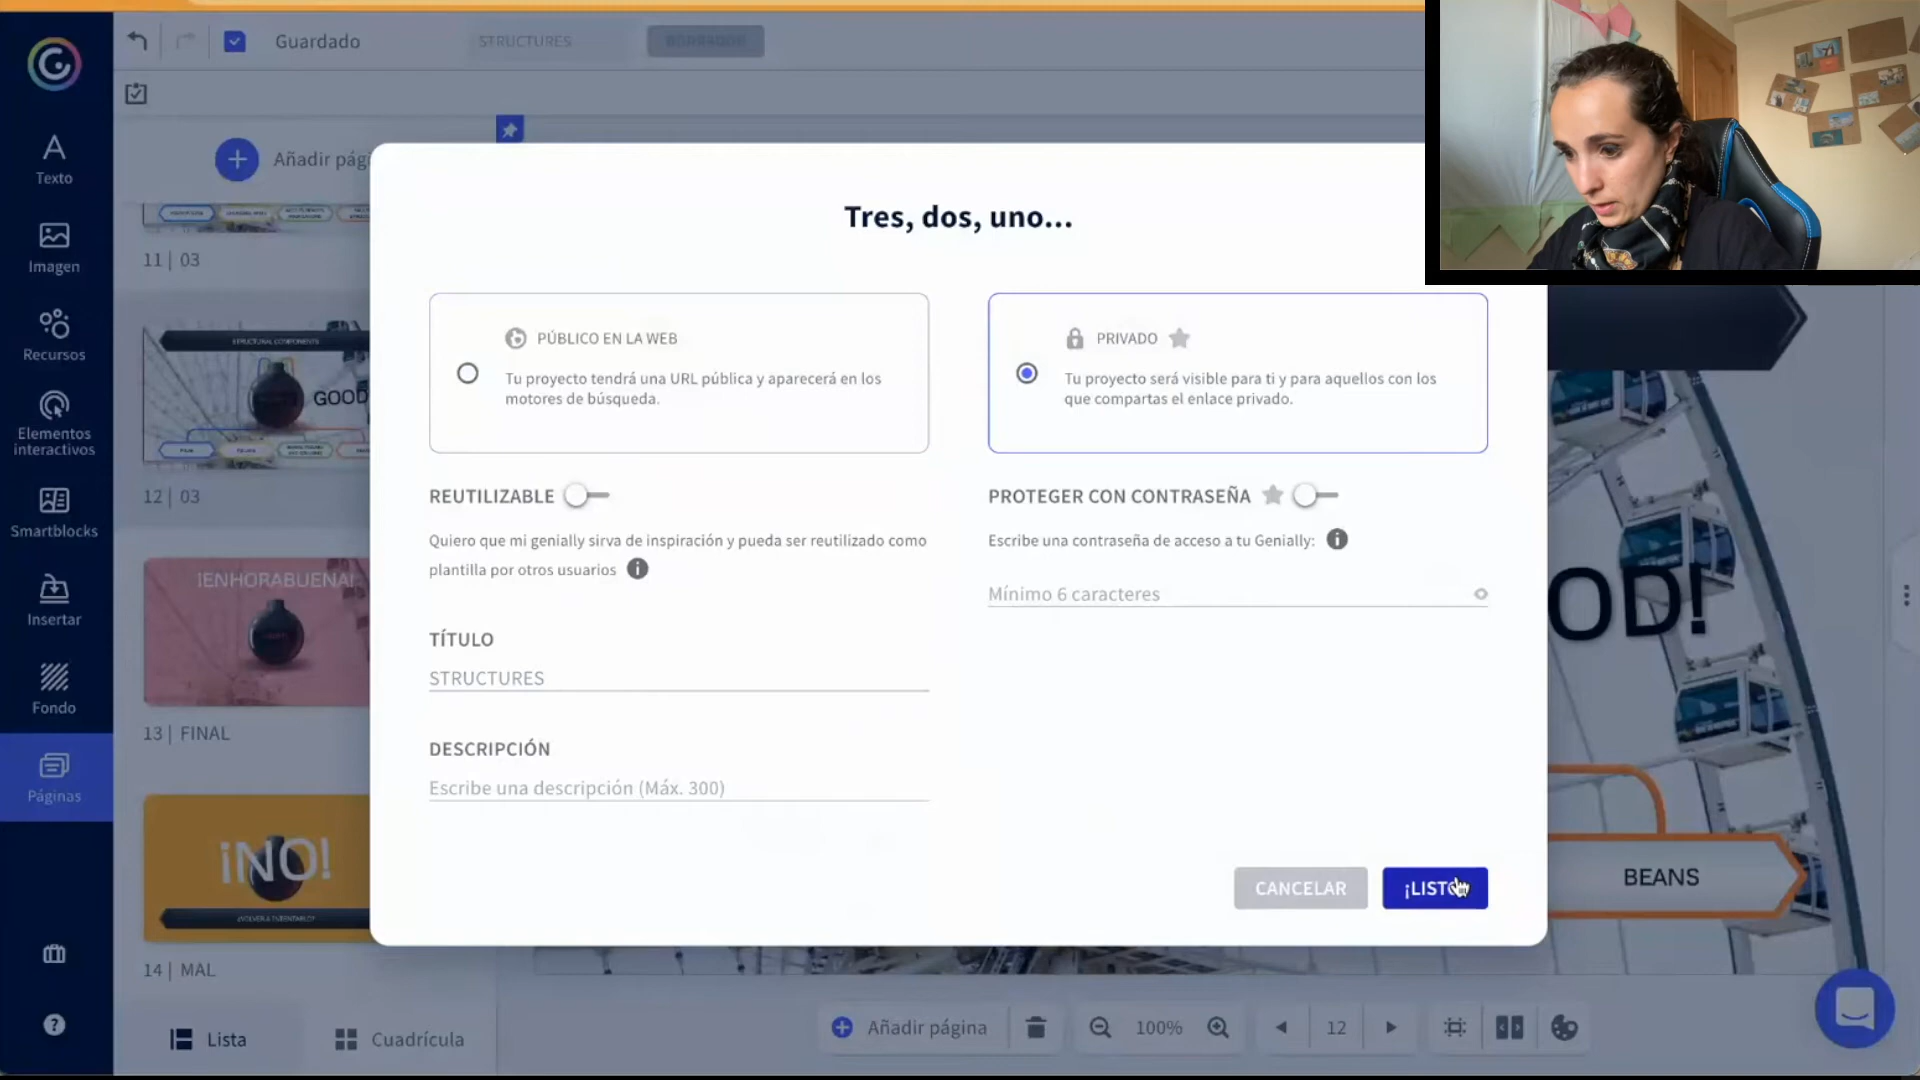 Guardado
STRUCTURES
Texto
Imagen
Recursos
Elementos
interactivos
Smartblocks
Insertar
Fondo
Páginas
Añadir pági
11 | 03
STRUCTURAL COMPONENTS
GOOD
12 | 03
¡ENHORABUENA!
13 | FINAL
¡NO!
14 | MAL
Lista
Cuadrícula
Tres, dos, uno...
PÚBLICO EN LA WEB
Tu proyecto tendrá una URL pública y aparecerá en los
motores de búsqueda.
PRIVADO
Tu proyecto será visible para ti y para aquellos con los
que compartas el enlace privado.
REUTILIZABLE
Quiero que mi genially sirva de inspiración y pueda ser reutilizado como
plantilla por otros usuarios
PROTEGER CON CONTRASEÑA
Escribe una contraseña de acceso a tu Genially:
Mínimo 6 caracteres
TÍTULO
STRUCTURES
DESCRIPCIÓN
Escribe una descripción (Máx. 300)
CANCELAR
¡LISTO
OD!
BEANS
Añadir página
100%
12